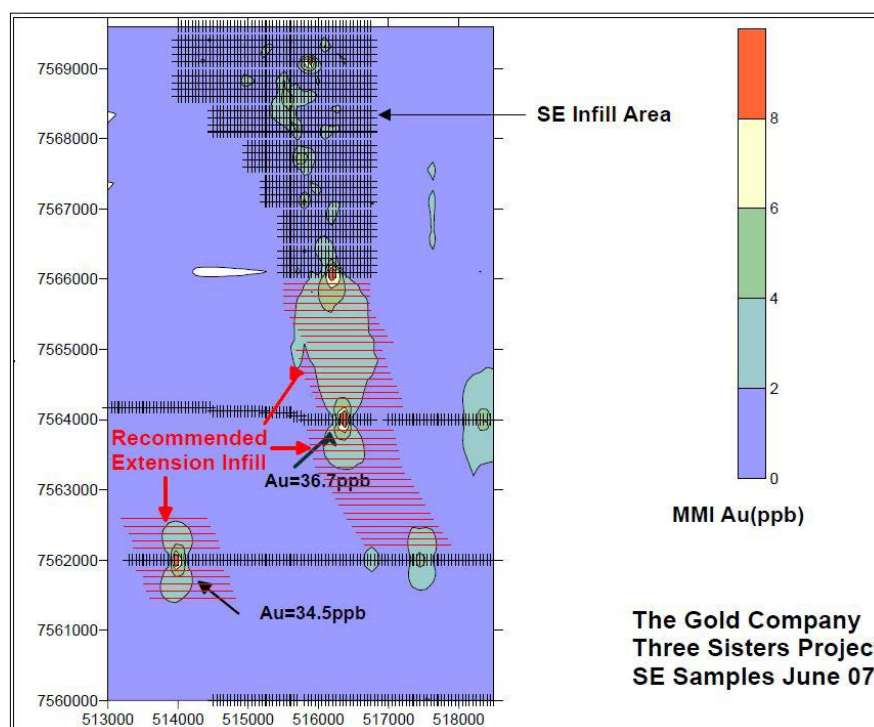 7569000
7568000
7567000
7566000
7565000
7564000
7563000
7562000
7561000
7560000
513000 514000 515000 516000 517000 518000
SE Infill Area
Recommended
Extension Infill
Au=36.7ppb
Au=34.5ppb
8
6
4
2
0
MMI Au(ppb)
The Gold Company
Three Sisters Projec
SE Samples June 07